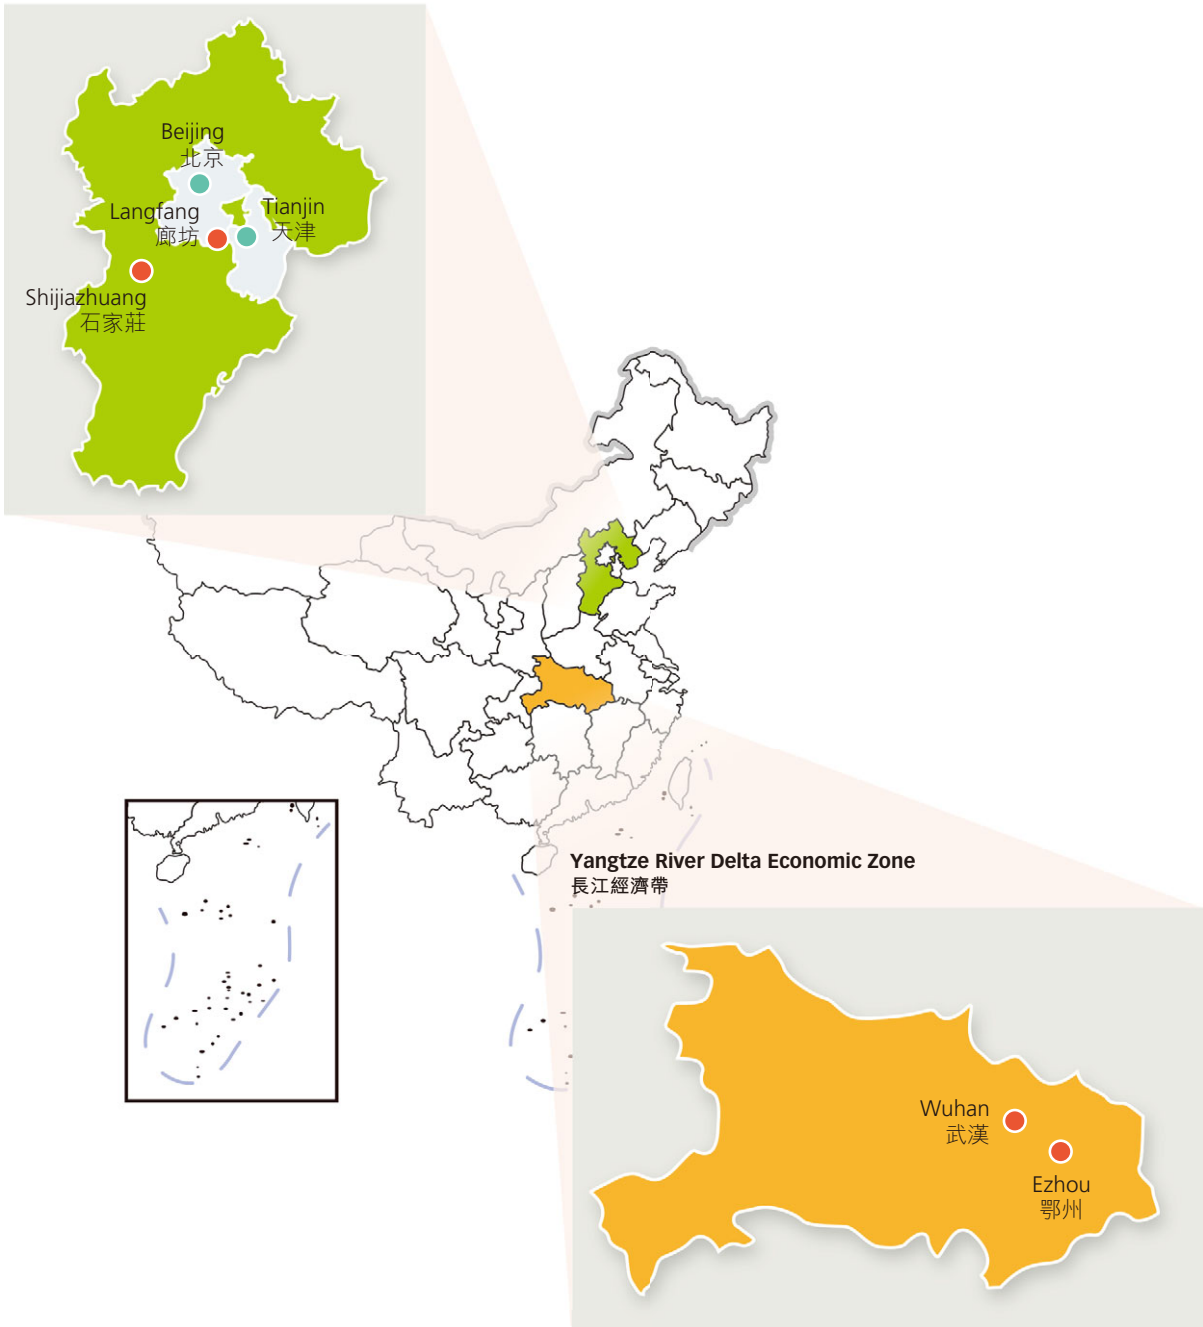 Beijing
北京
Langfang
廊坊
Tianjin
天津
Shijiazhuang
石家莊
Yangtze River Delta Economic Zone
長江經濟帶
Wuhan
武漢
Ezhou
鄂州